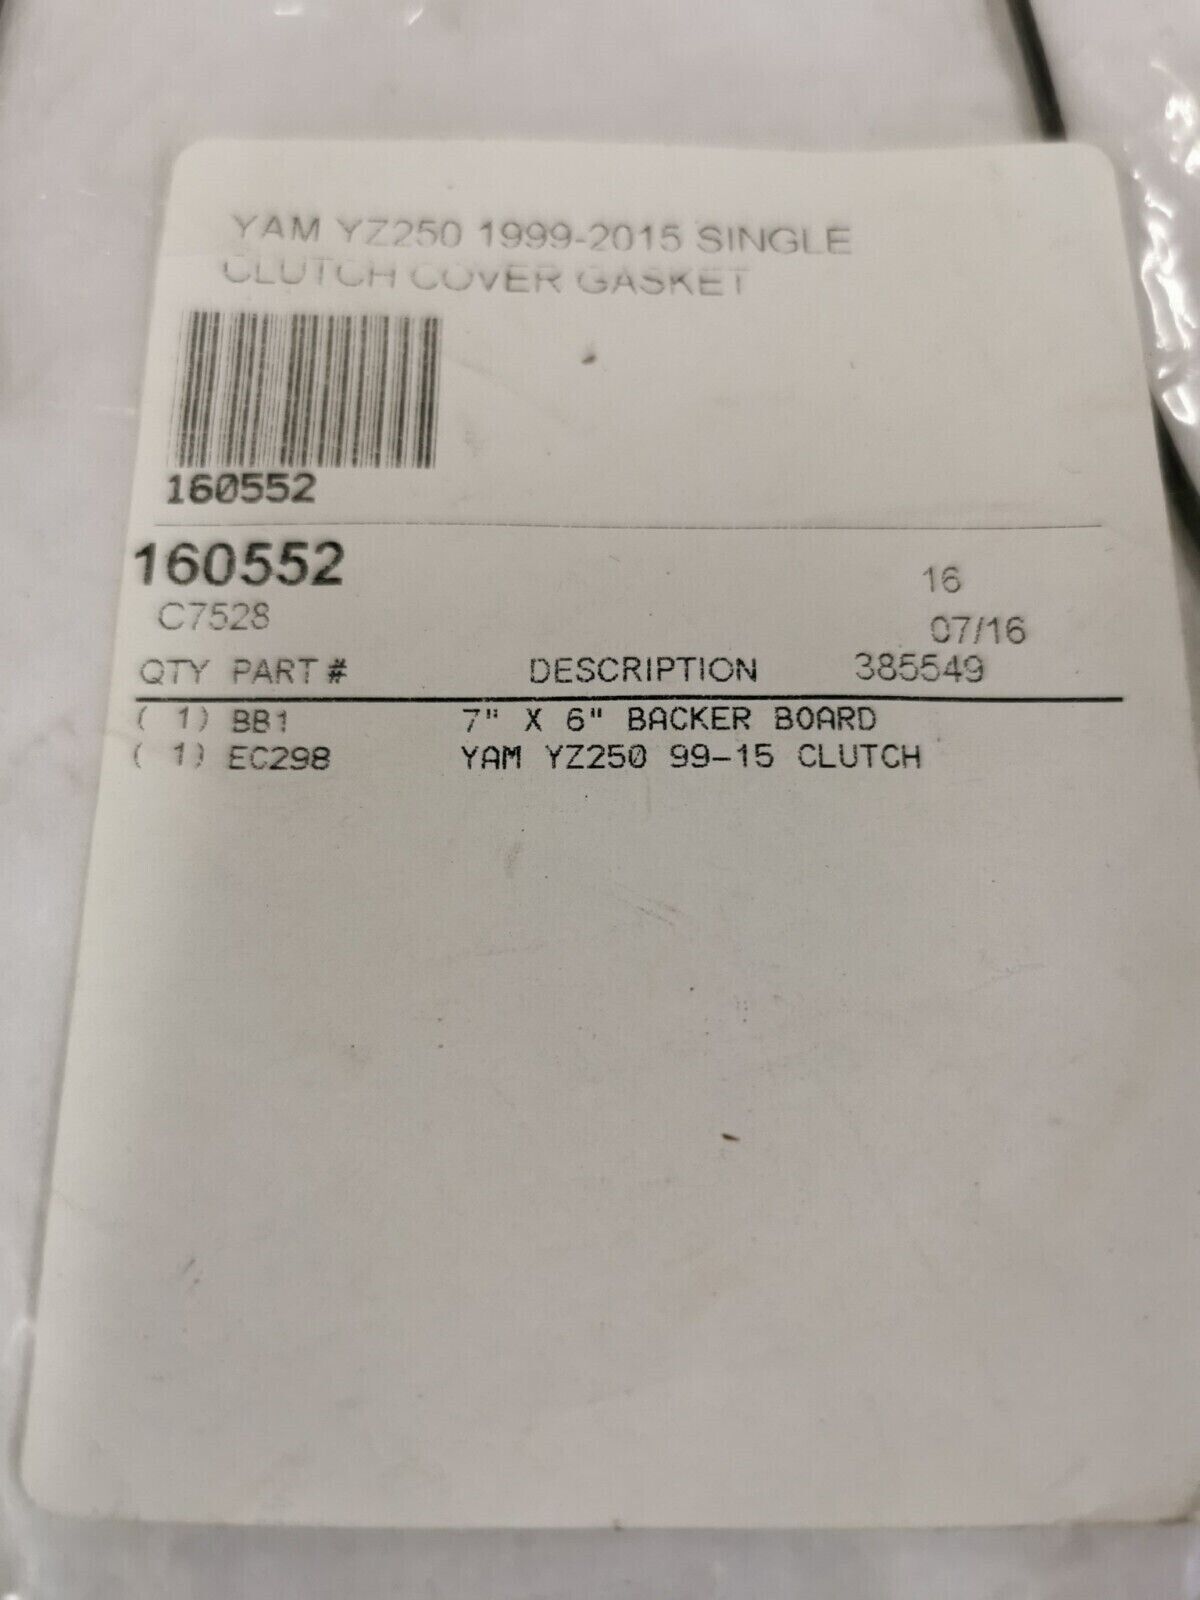 YAM YZ250 1999-2015 SINGLE
CLUTCH COVER GASKET
160552
160552 16
C7528 07/16
QTY PART # DESCRIPTION 385549
( 1) BB1 7" X 6" BACKER BOARD
( 1) EC298 YAM YZ250 99-15 CLUTCH